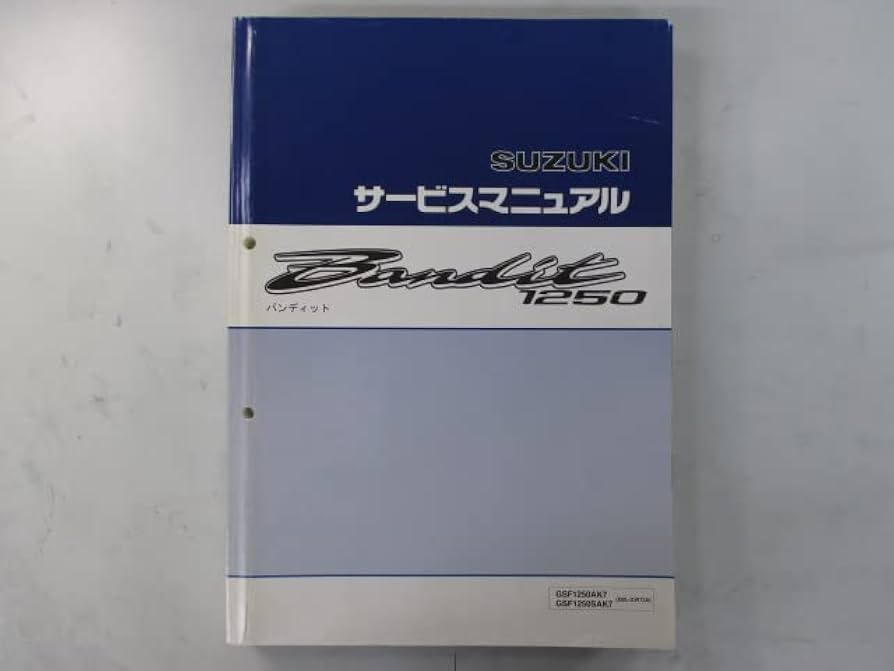 SUZUKI
サービスマニュアル
Bandit
1250
バンディット
GSF1250AK7
GSF1250SAK7